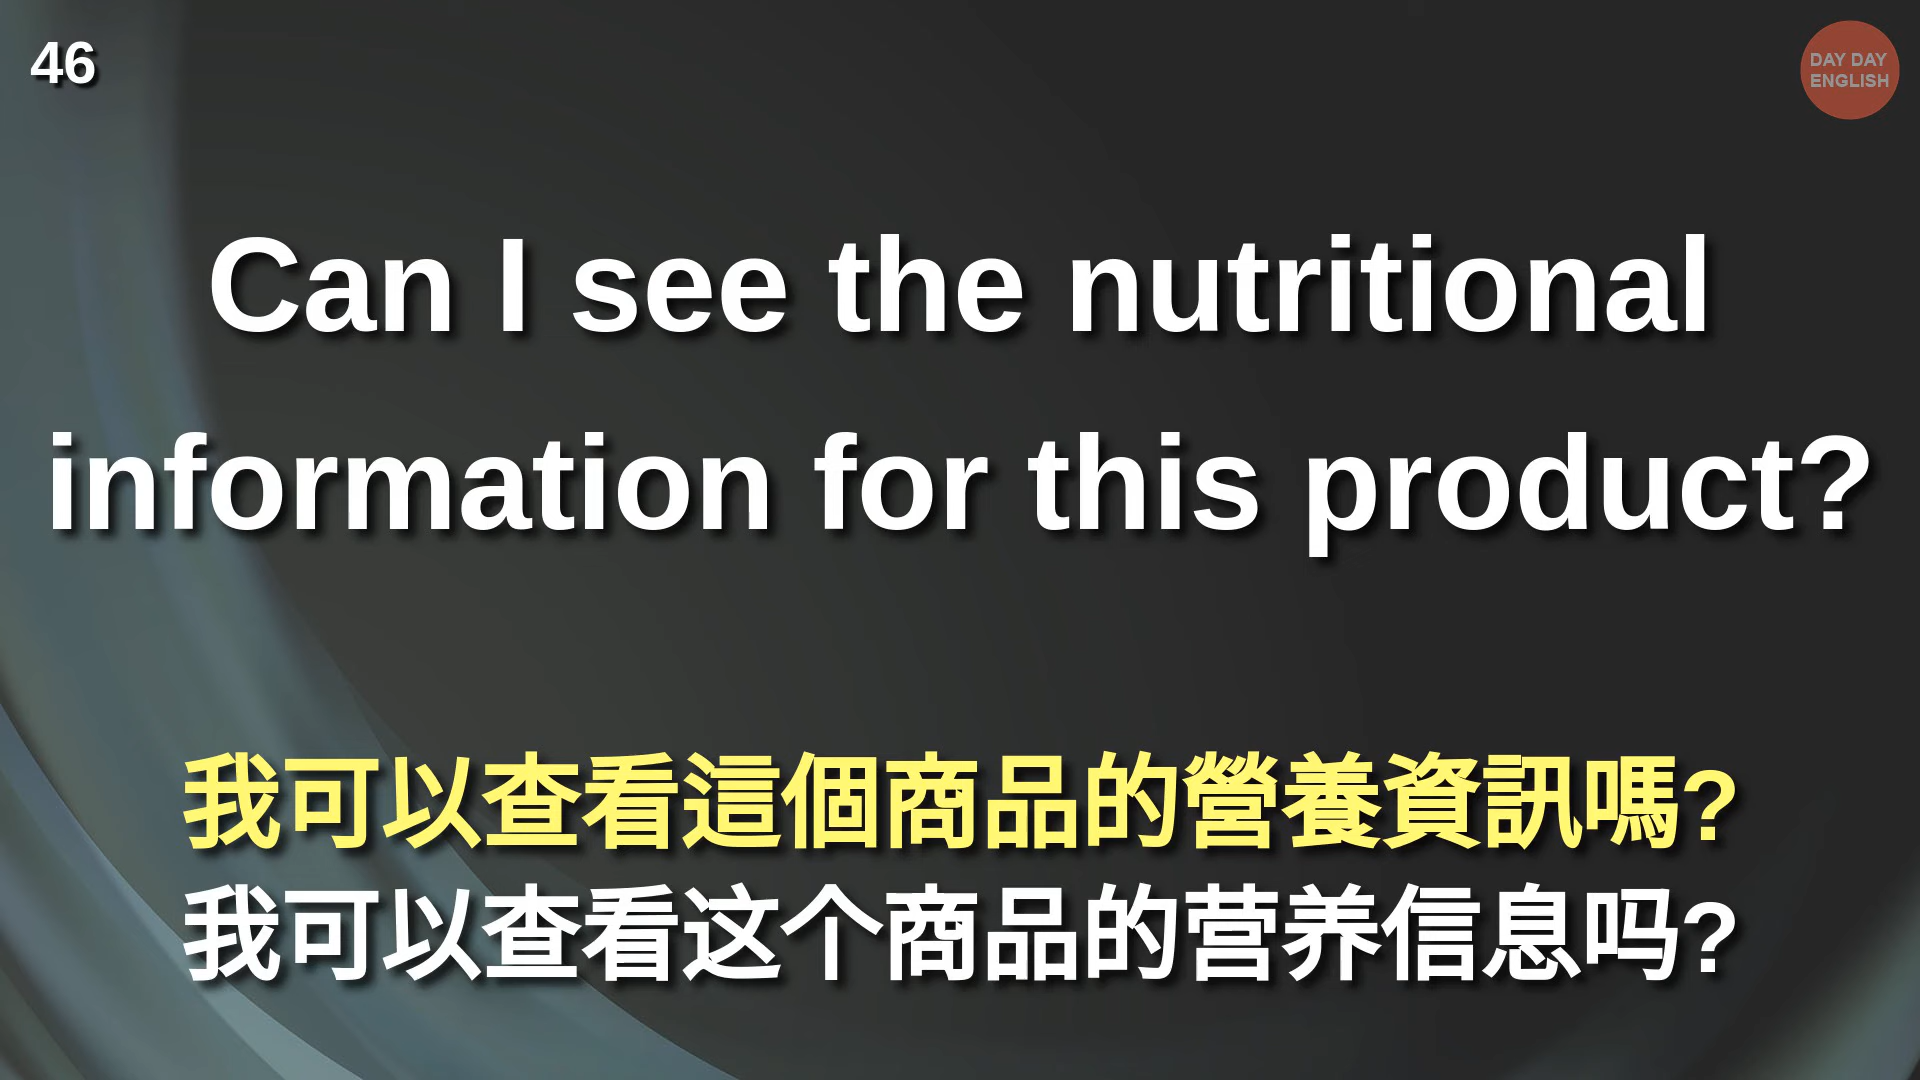 46
DAY DAY
ENGLISH
Can I see the nutritional
information for this product?
我可以查看這個商品的營養資訊嗎?
我可以查看这个商品的营养信息吗?